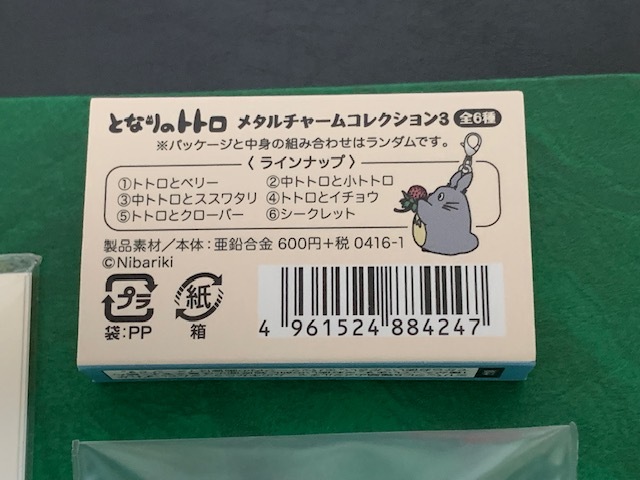 となりのトトロ メタルチャームコレクション3 全6種
※パッケージと中身の組み合わせはランダムです。
〈 ラインナップ 〉
①トトロとベリー ②中トトロと小トトロ
③中トトロとススワタリ ④トトロとイチョウ
⑤トトロとクローバー ⑥シークレット
製品素材/本体:亜鉛合金 600円+税 0416-1
©Nibariki
プラ 紙
袋:PP 箱
4 961524 884247